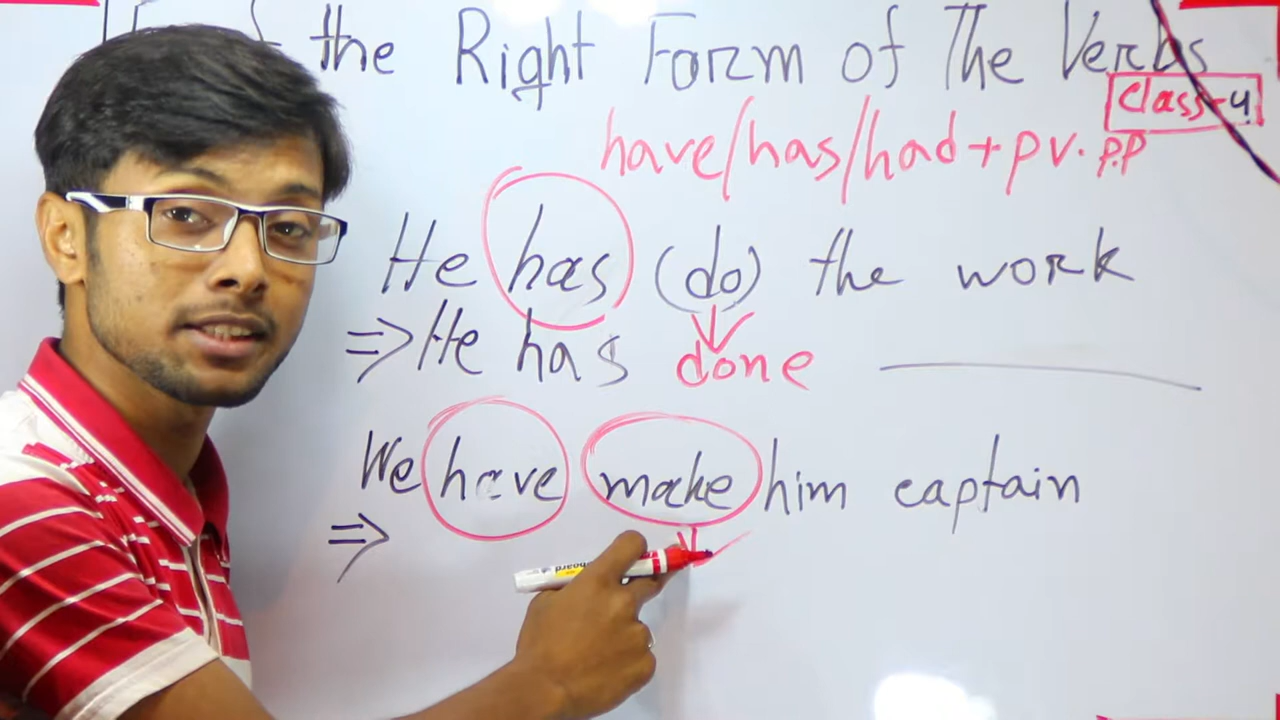 the Right Form of The Verbs
Class-4
have/has/had + pv. p.p
He has (do) the work
⇒ He has done
We have make him captain
⇒